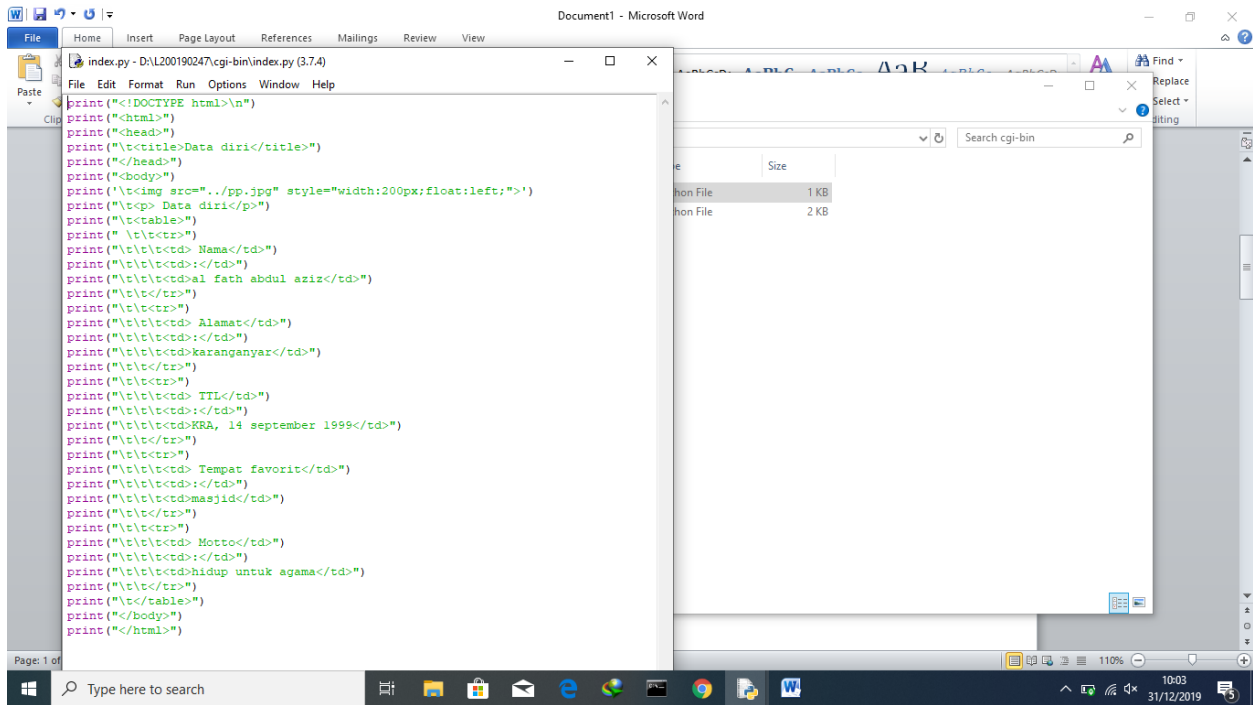 Document1 - Microsoft Word
File Home Insert Page Layout References Mailings Review View
Paste
Find
Replace
Select
index.py - D:\L200190247\cgi-bin\index.py (3.7.4)
File Edit Format Run Options Window Help
print("<!DOCTYPE html>\n")
print("<html>")
print("<head>")
print("\t<title>Data diri</title>")
print("</head>")
print("<body>")
print('\t<img src="../pp.jpg" style="width:200px;float:left;">')
print("\t<p> Data diri</p>")
print("\t<table>")
print(" \t\t<tr>")
print("\t\t\t<td> Nama</td>")
print("\t\t\t<td>:</td>")
print("\t\t\t<td>al fath abdul aziz</td>")
print("\t\t</tr>")
print("\t\t<tr>")
print("\t\t\t<td> Alamat</td>")
print("\t\t\t<td>:</td>")
print("\t\t\t<td>karanganyar</td>")
print("\t\t</tr>")
print("\t\t<tr>")
print("\t\t\t<td> TTL</td>")
print("\t\t\t<td>:</td>")
print("\t\t\t<td>KRA, 14 september 1999</td>")
print("\t\t</tr>")
print("\t\t<tr>")
print("\t\t\t<td> Tempat favorit</td>")
print("\t\t\t<td>:</td>")
print("\t\t\t<td>masjid</td>")
print("\t\t</tr>")
print("\t\t<tr>")
print("\t\t\t<td> Motto</td>")
print("\t\t\t<td>:</td>")
print("\t\t\t<td>hidup untuk agama</td>")
print("\t\t</tr>")
print("\t</table>")
print("</body>")
print("</html>")
Search cgi-bin
Size
hon File 1 KB
hon File 2 KB
Page: 1 of
110%
Type here to search
10:03
31/12/2019
5